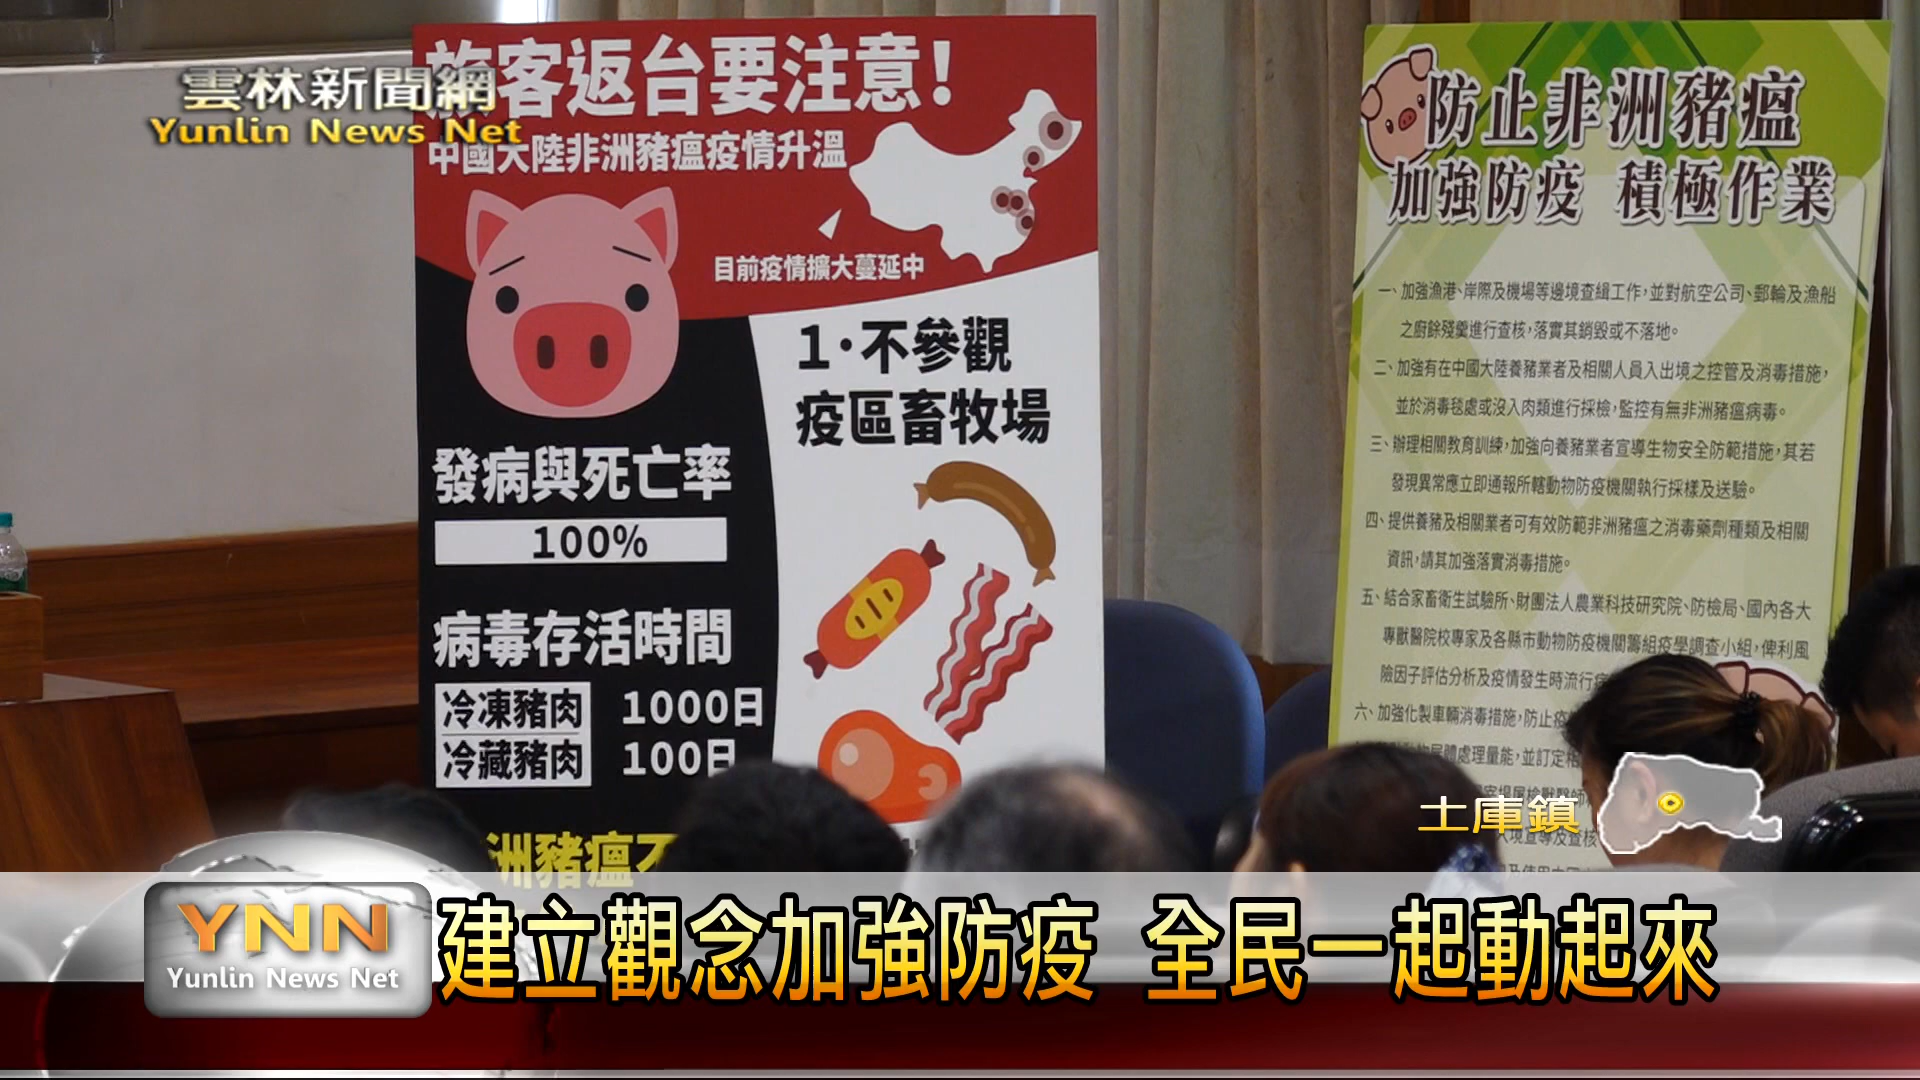 雲林新聞網
Yunlin News Net
旅客返台要注意!
中國大陸非洲豬瘟疫情升溫
目前疫情擴大蔓延中
1·不參觀
疫區畜牧場
發病與死亡率
100%
病毒存活時間
冷凍豬肉 1000日
冷藏豬肉 100日
洲豬瘟不
防止非洲豬瘟
加強防疫 積極作業
一、加強漁港、岸際及機場等邊境查緝工作,並對航空公司、郵輪及漁船
之廚餘殘羹進行查核,落實其銷毀或不落地。
二、加強有在中國大陸養豬業者及相關人員入出境之控管及消毒措施,
並於消毒毯處或沒入肉類進行採檢,監控有無非洲豬瘟病毒。
三、辦理相關教育訓練,加強向養豬業者宣導生物安全防範措施,其若
發現異常應立即通報所轄動物防疫機關執行採樣及送驗。
四、提供養豬及相關業者可有效防範非洲豬瘟之消毒藥劑種類及相關
資訊,請其加強落實消毒措施。
五、結合家畜衛生試驗所、財團法人農業科技研究院、防檢局、國內各大
專獸醫院校專家及各縣市動物防疫機關籌組疫學調查小組,俾利風
險因子評估分析及疫情發生時流行病
六、加強化製車輛消毒措施,防止疫
屍體處理量能,並訂定相
土庫鎮
YNN
Yunlin News Net
建立觀念加強防疫 全民一起動起來